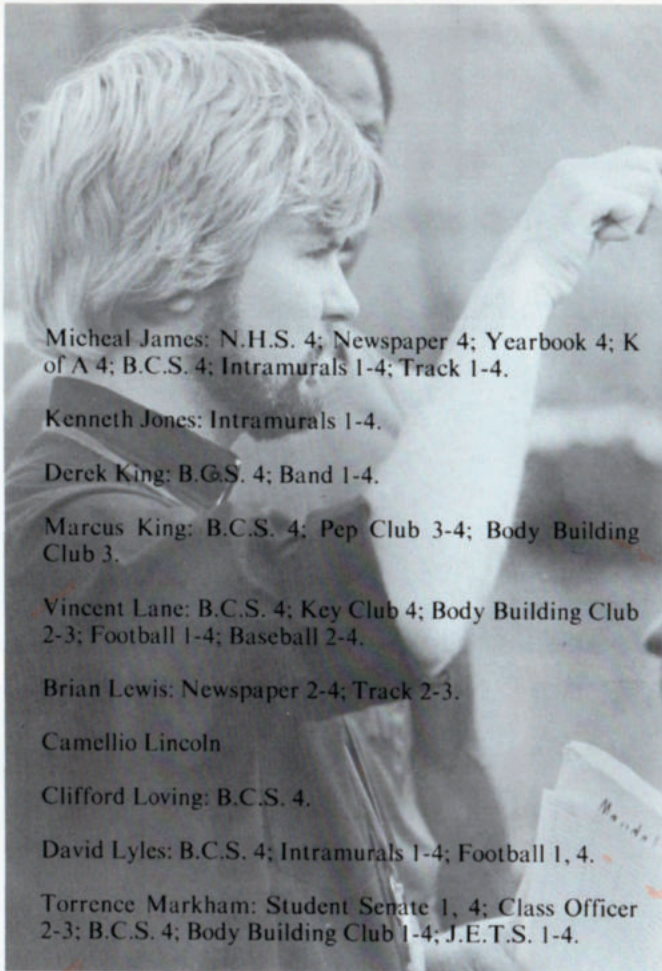 Micheal James: N.H.S. 4; Newspaper 4; Yearbook 4; K
of A 4; B.C.S. 4; Intramurals 1-4; Track 1-4.
Kenneth Jones: Intramurals 1-4.
Derek King: B.C.S. 4; Band 1-4.
Marcus King: B.C.S. 4; Pep Club 3-4; Body Building
Club 3.
Vincent Lane: B.C.S. 4; Key Club 4; Body Building Club
2-3; Football 1-4; Baseball 2-4.
Brian Lewis: Newspaper 2-4; Track 2-3.
Camellio Lincoln
Clifford Loving: B.C.S. 4.
David Lyles: B.C.S. 4; Intramurals 1-4; Football 1, 4.
Torrence Markham: Student Senate 1, 4; Class Officer
2-3; B.C.S. 4; Body Building Club 1-4; J.E.T.S. 1-4.